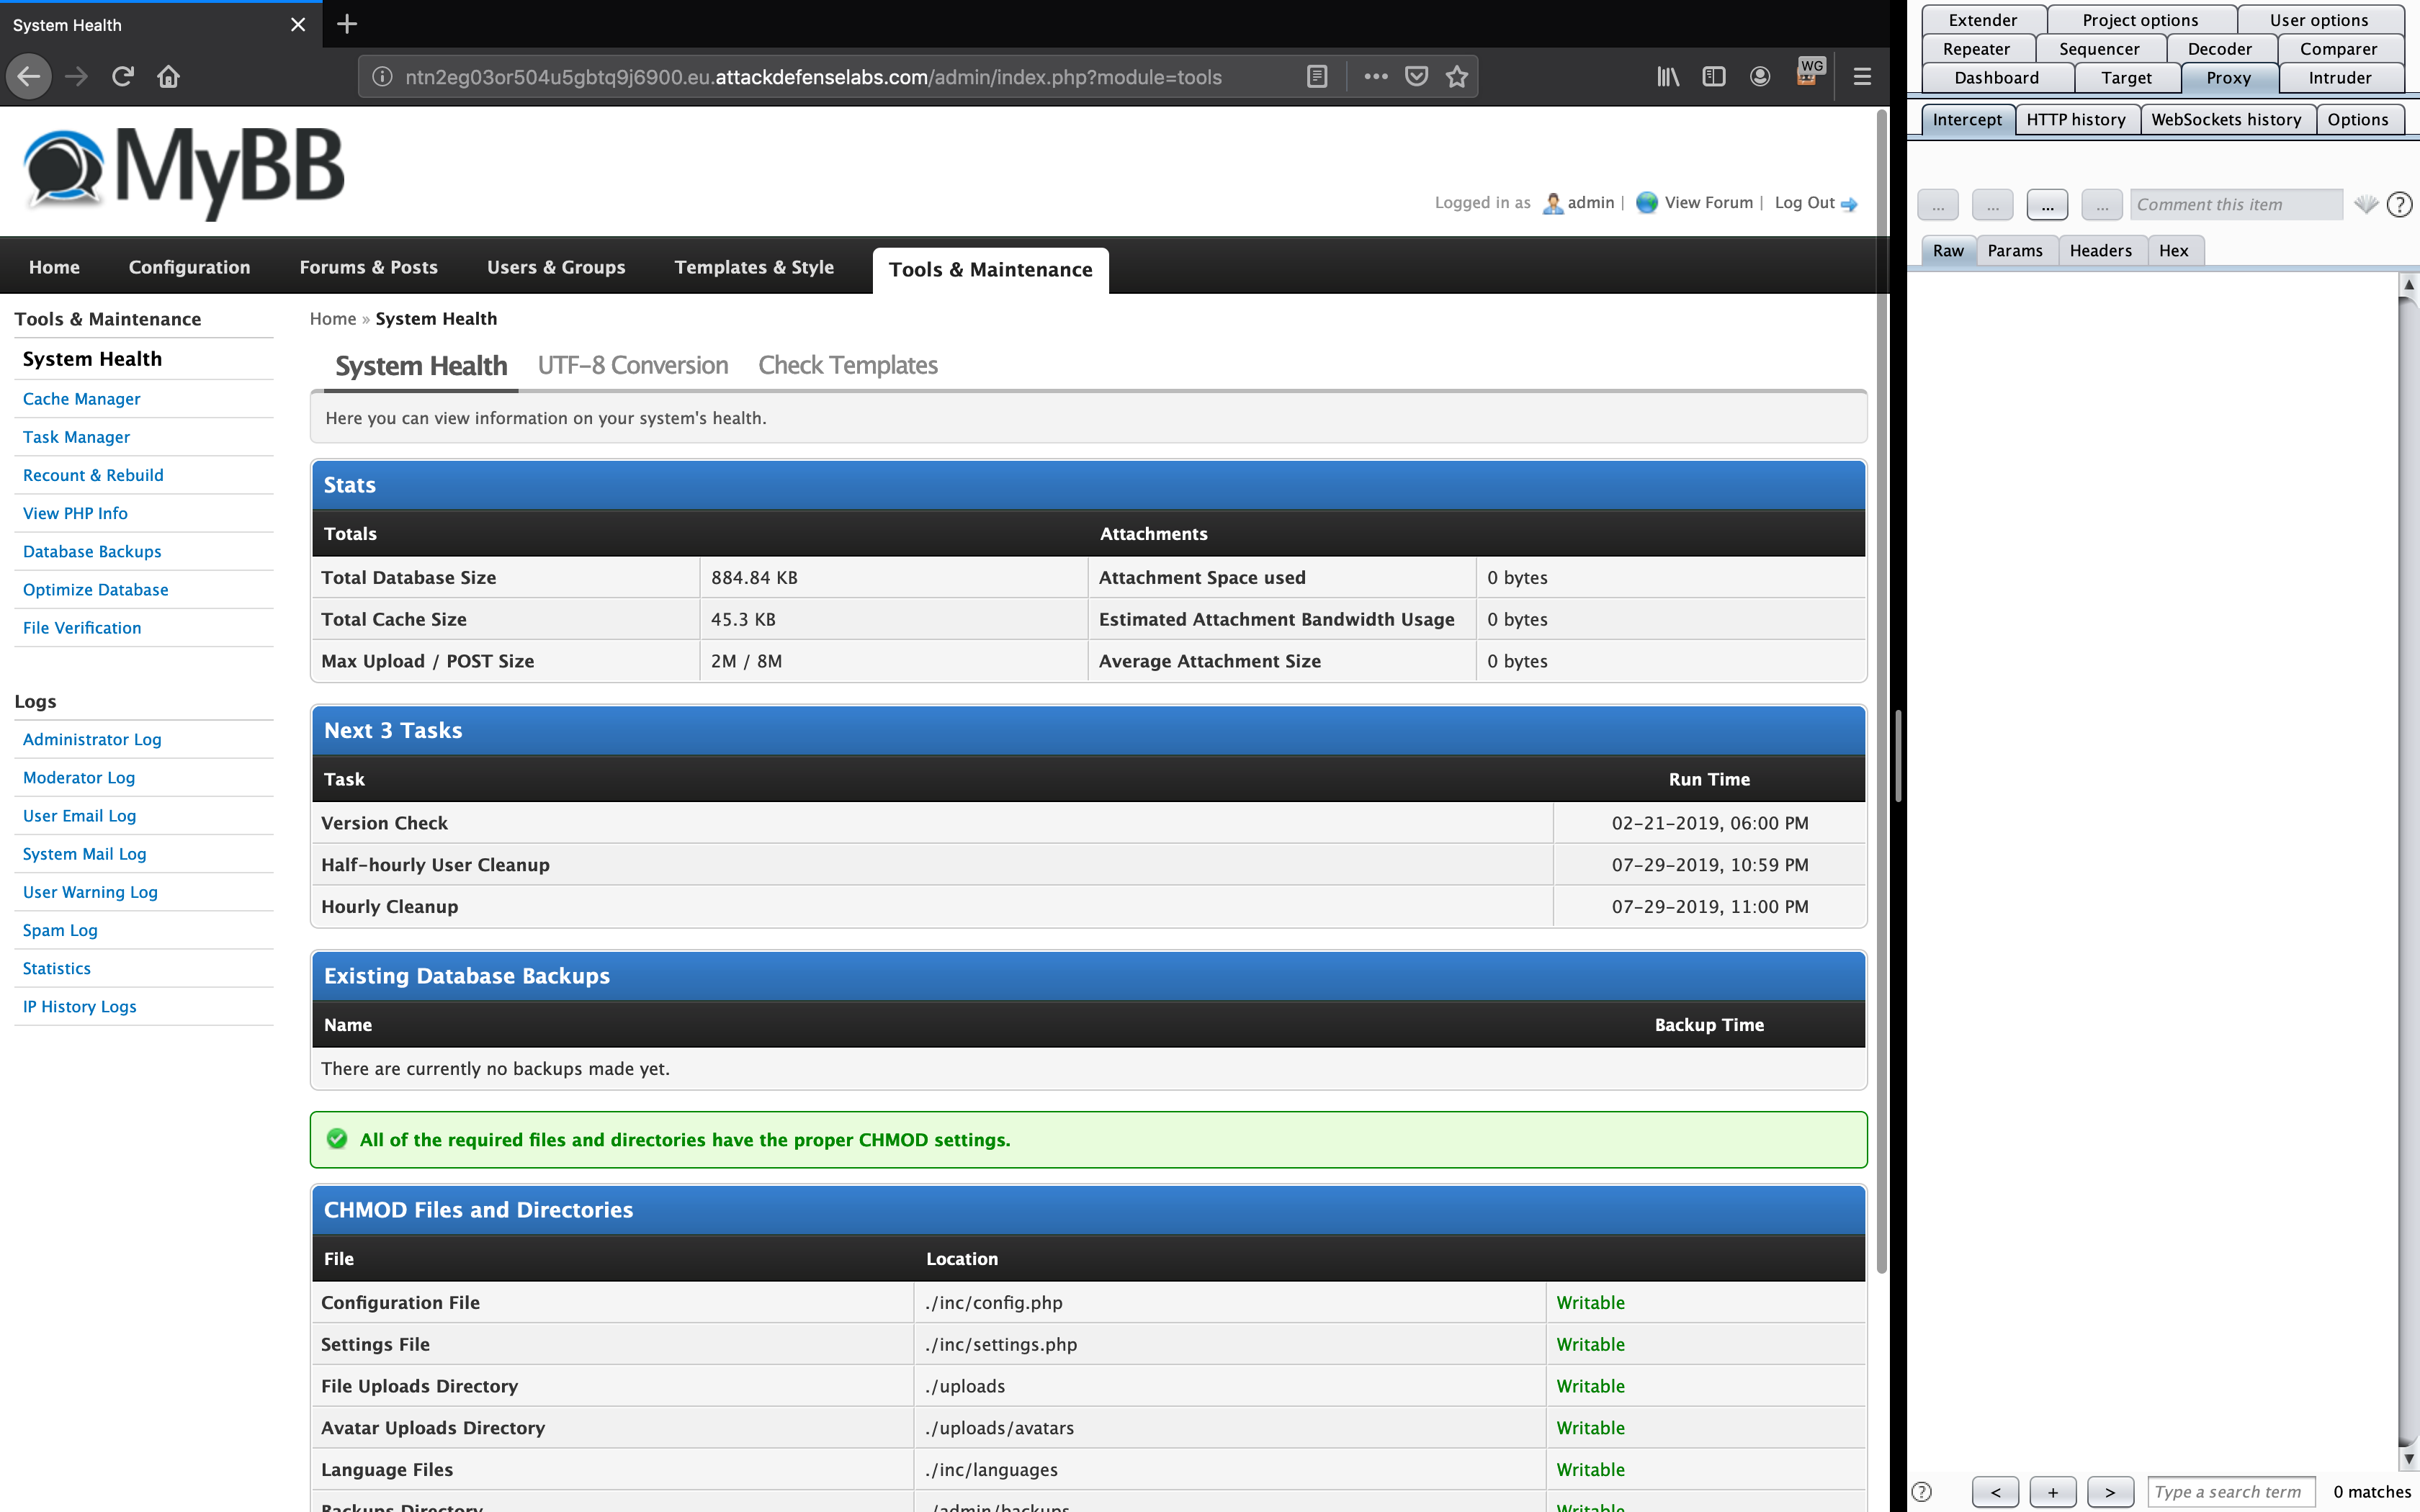 System Health
ntn2eg03or504u5gbtq9j6900.eu.attackdefenselabs.com/admin/index.php?module=tools
WG
MyBB
Logged in as admin | View Forum | Log Out
Home Configuration Forums & Posts Users & Groups Templates & Style Tools & Maintenance
Tools & Maintenance
System Health
Cache Manager
Task Manager
Recount & Rebuild
View PHP Info
Database Backups
Optimize Database
File Verification
Logs
Administrator Log
Moderator Log
User Email Log
System Mail Log
User Warning Log
Spam Log
Statistics
IP History Logs
Home » System Health
System Health UTF-8 Conversion Check Templates
Here you can view information on your system's health.
Stats
Totals Attachments
Total Database Size 884.84 KB Attachment Space used 0 bytes
Total Cache Size 45.3 KB Estimated Attachment Bandwidth Usage 0 bytes
Max Upload / POST Size 2M / 8M Average Attachment Size 0 bytes
Next 3 Tasks
Task Run Time
Version Check 02-21-2019, 06:00 PM
Half-hourly User Cleanup 07-29-2019, 10:59 PM
Hourly Cleanup 07-29-2019, 11:00 PM
Existing Database Backups
Name Backup Time
There are currently no backups made yet.
All of the required files and directories have the proper CHMOD settings.
CHMOD Files and Directories
File Location
Configuration File ./inc/config.php Writable
Settings File ./inc/settings.php Writable
File Uploads Directory ./uploads Writable
Avatar Uploads Directory ./uploads/avatars Writable
Language Files ./inc/languages Writable
Backups Directory ./admin/backups Writable
Extender Project options User options
Repeater Sequencer Decoder Comparer
Dashboard Target Proxy Intruder
Intercept HTTP history WebSockets history Options
... ... ... ... Comment this item ?
Raw Params Headers Hex
? < + > Type a search term 0 matches